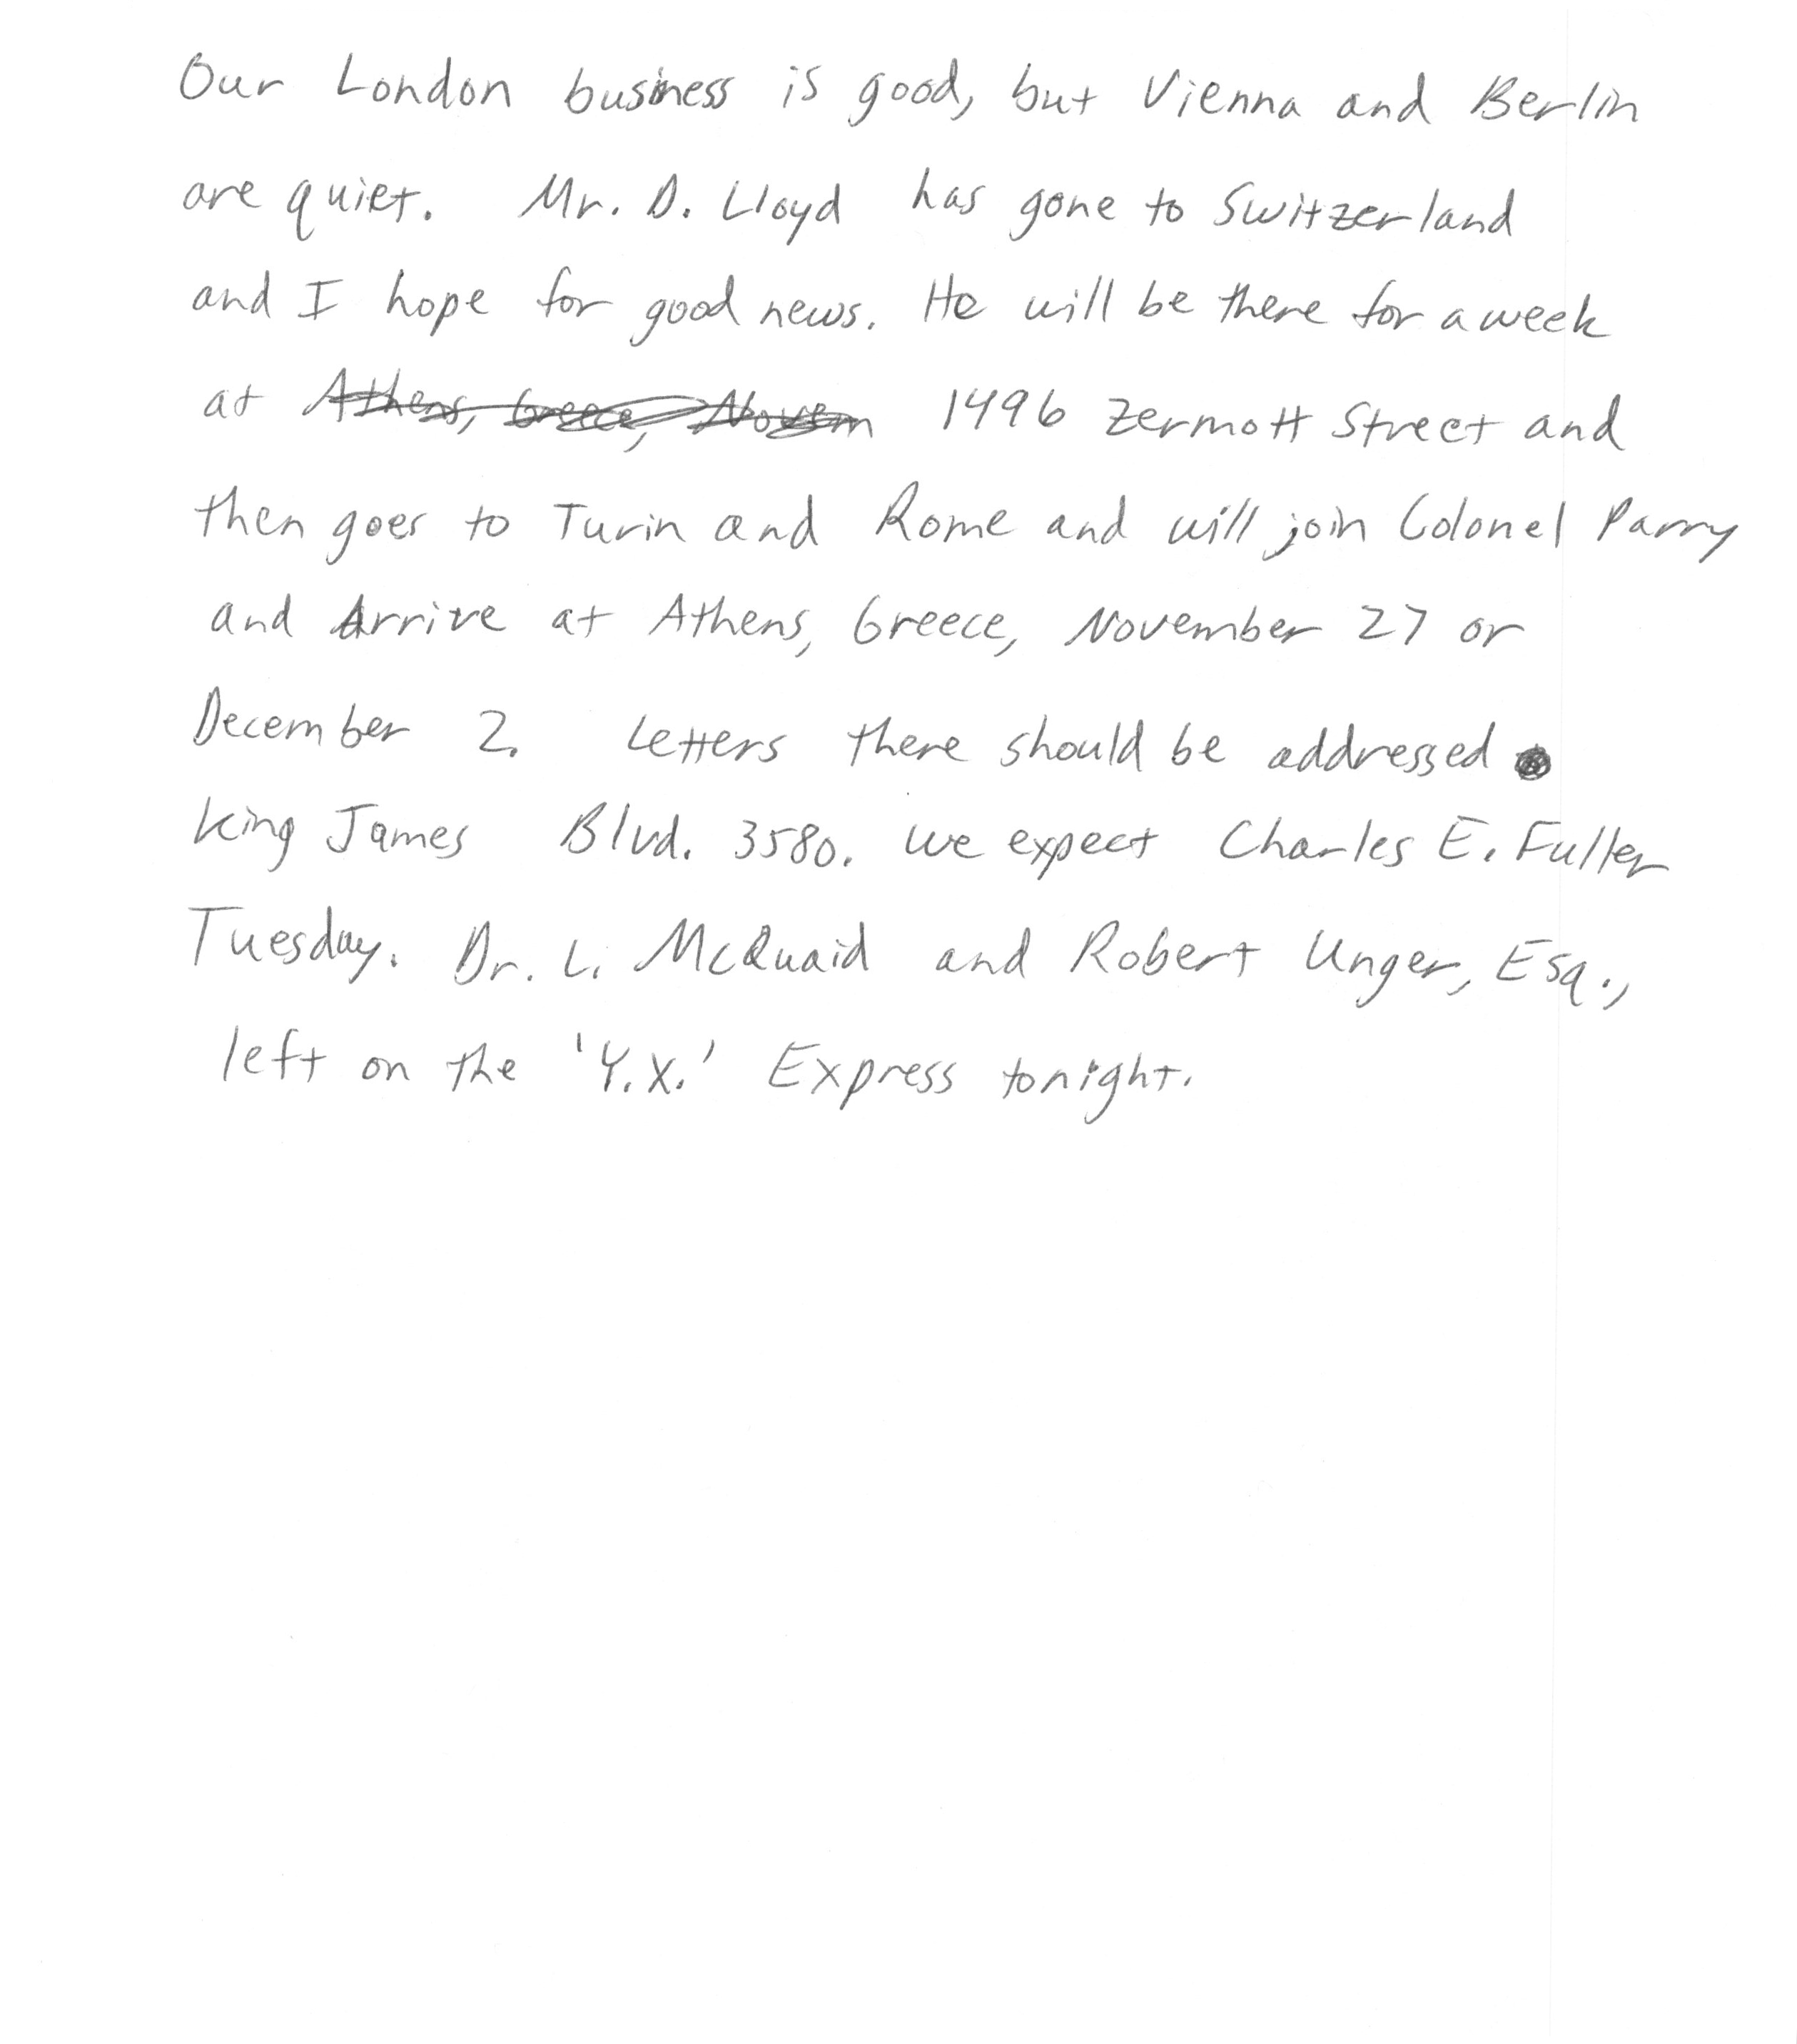 Our London business is good, but Vienna and Berlin
are quiet. Mr. D. Lloyd has gone to Switzerland
and I hope for good news. He will be there for a week
at Athens, Greece, Novem 1496 Zermott Street and
then goes to Turin and Rome and will join Colonel Parry
and Arrive at Athens, Greece, November 27 or
December 2. Letters there should be addressed
King James Blvd. 3580. We expect Charles E. Fuller
Tuesday. Dr. L. McQuaid and Robert Unger, Esq.,
left on the 'Y.X.' Express tonight.